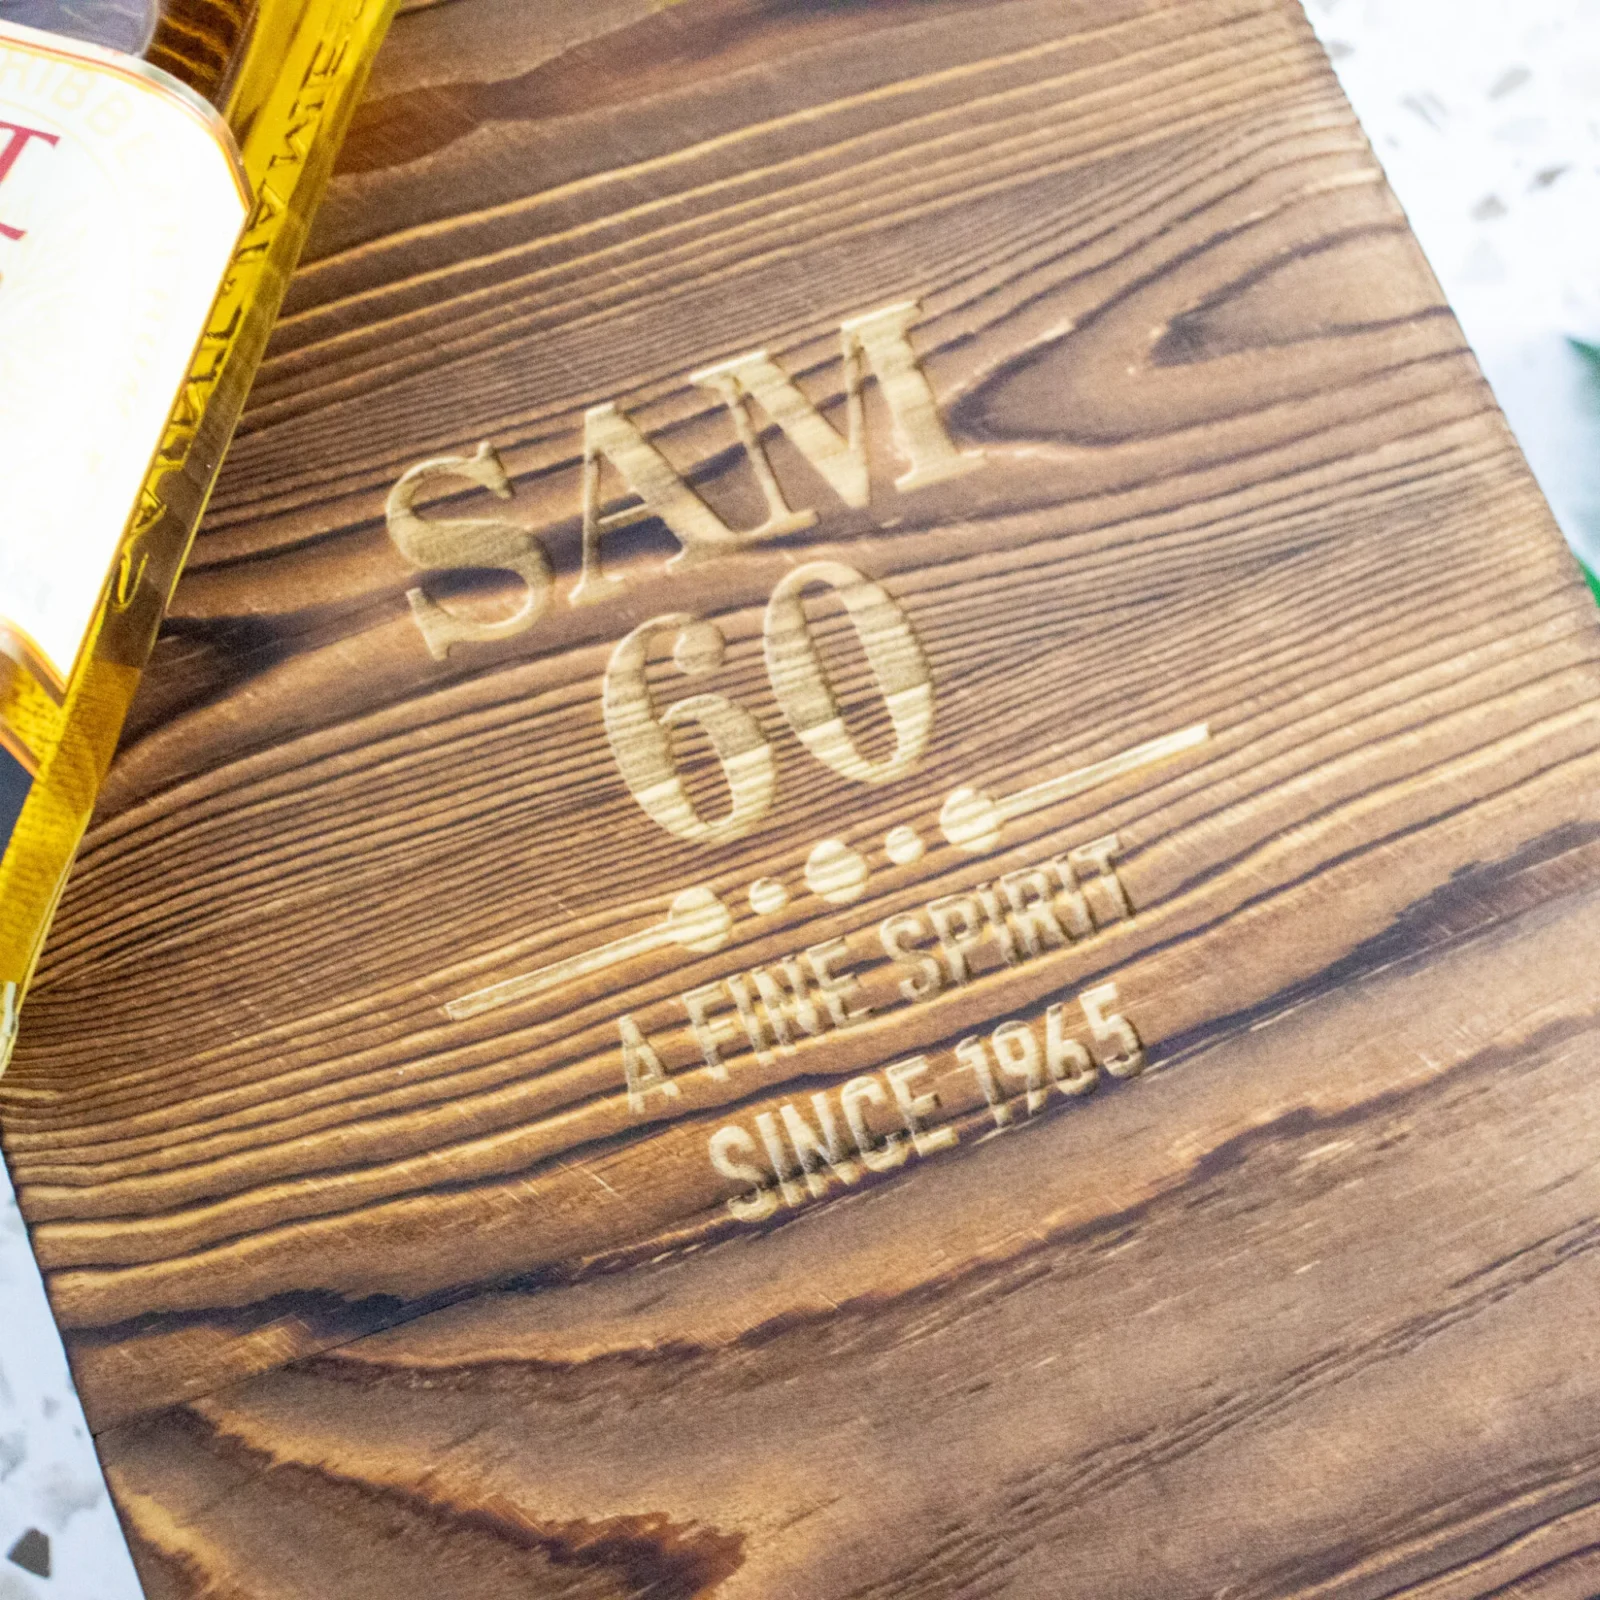 SAM
60
A FINE SPIRIT
SINCE 1965